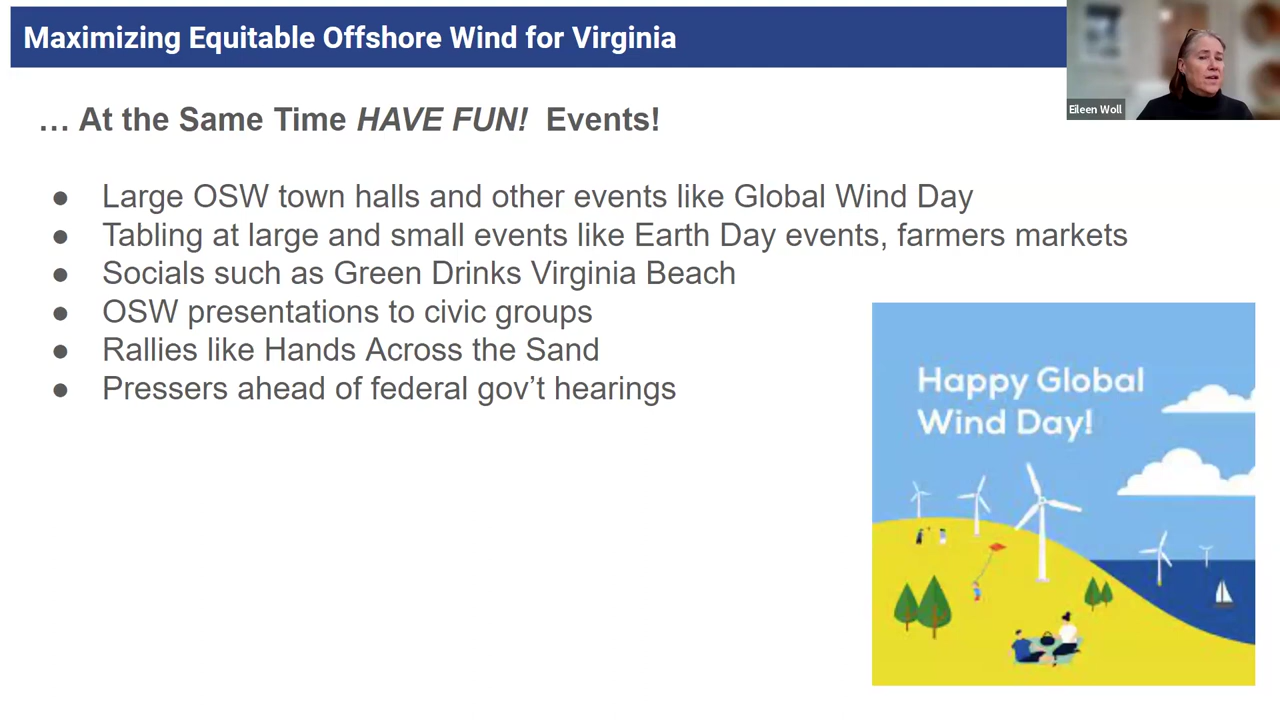 Maximizing Equitable Offshore Wind for Virginia
Eileen Woll
… At the Same Time HAVE FUN! Events!
● Large OSW town halls and other events like Global Wind Day
● Tabling at large and small events like Earth Day events, farmers markets
● Socials such as Green Drinks Virginia Beach
● OSW presentations to civic groups
● Rallies like Hands Across the Sand
● Pressers ahead of federal gov’t hearings
Happy Global
Wind Day!